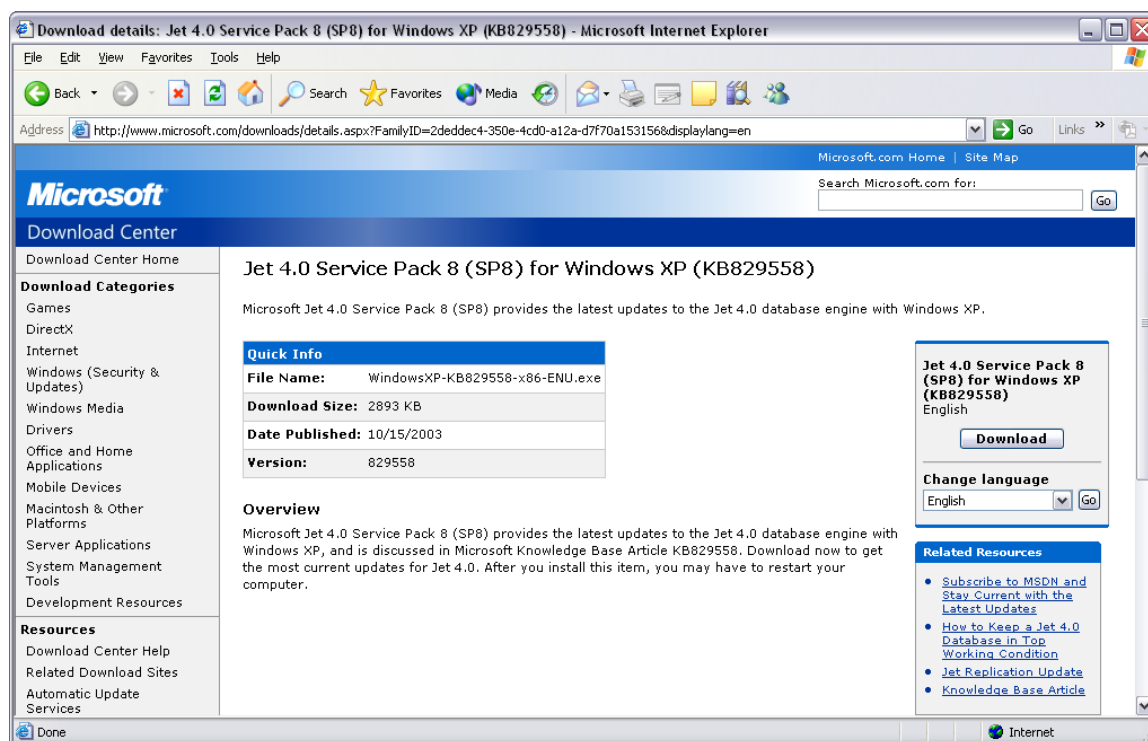 Download details: Jet 4.0 Service Pack 8 (SP8) for Windows XP (KB829558) - Microsoft Internet Explorer
File Edit View Favorites Tools Help
Back Search Favorites Media
Address http://www.microsoft.com/downloads/details.aspx?FamilyID=2deddec4-350e-4cd0-a12a-d7f70a153156&displaylang=en Go Links »
Microsoft.com Home | Site Map
Microsoft
Search Microsoft.com for:
Go
Download Center
Download Center Home
Download Categories
Games
DirectX
Internet
Windows (Security &
Updates)
Windows Media
Drivers
Office and Home
Applications
Mobile Devices
Macintosh & Other
Platforms
Server Applications
System Management
Tools
Development Resources
Resources
Download Center Help
Related Download Sites
Automatic Update
Services
Jet 4.0 Service Pack 8 (SP8) for Windows XP (KB829558)
Microsoft Jet 4.0 Service Pack 8 (SP8) provides the latest updates to the Jet 4.0 database engine with Windows XP.
Quick Info
File Name: WindowsXP-KB829558-x86-ENU.exe
Download Size: 2893 KB
Date Published: 10/15/2003
Version: 829558
Overview
Microsoft Jet 4.0 Service Pack 8 (SP8) provides the latest updates to the Jet 4.0 database engine with
Windows XP, and is discussed in Microsoft Knowledge Base Article KB829558. Download now to get
the most current updates for Jet 4.0. After you install this item, you may have to restart your
computer.
Jet 4.0 Service Pack 8
(SP8) for Windows XP
(KB829558)
English
Download
Change language
English Go
Related Resources
Subscribe to MSDN and
Stay Current with the
Latest Updates
How to Keep a Jet 4.0
Database in Top
Working Condition
Jet Replication Update
Knowledge Base Article
Done Internet